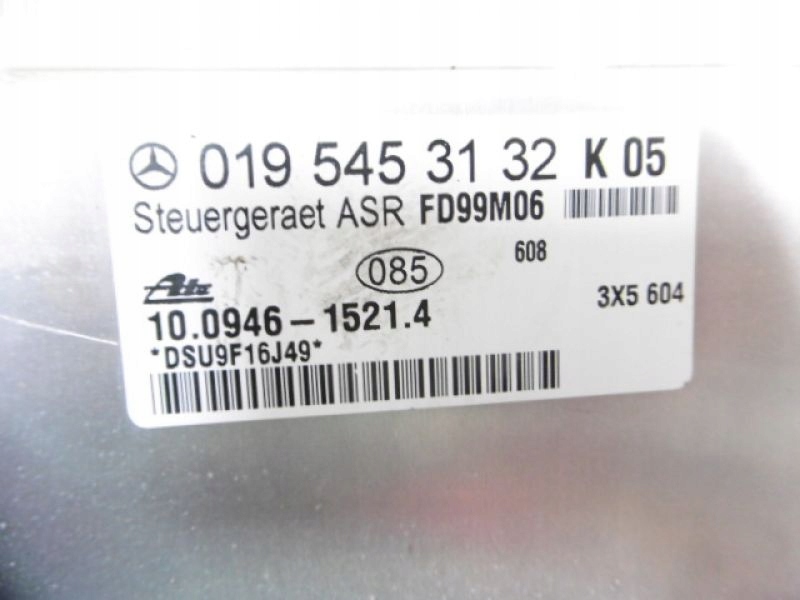 019 545 31 32 K 05
Steuergeraet ASR FD99M06
085 608
Ate 3X5 604
10.0946-1521.4
*DSU9F16J49*